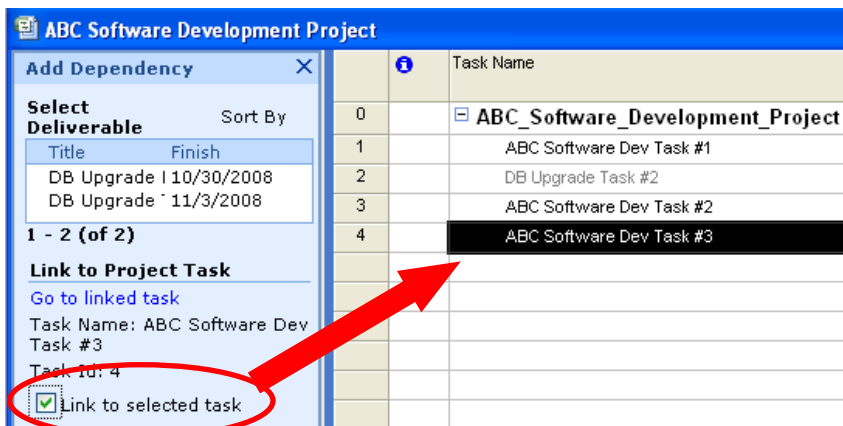 ABC Software Development Project
Add Dependency
Select
Deliverable
Sort By
Title Finish
DB Upgrade 10/30/2008
DB Upgrade 11/3/2008
1 - 2 (of 2)
Link to Project Task
Go to linked task
Task Name: ABC Software Dev
Task #3
Task Id: 4
Link to selected task
Task Name
0 ABC_Software_Development_Project
1 ABC Software Dev Task #1
2 DB Upgrade Task #2
3 ABC Software Dev Task #2
4 ABC Software Dev Task #3